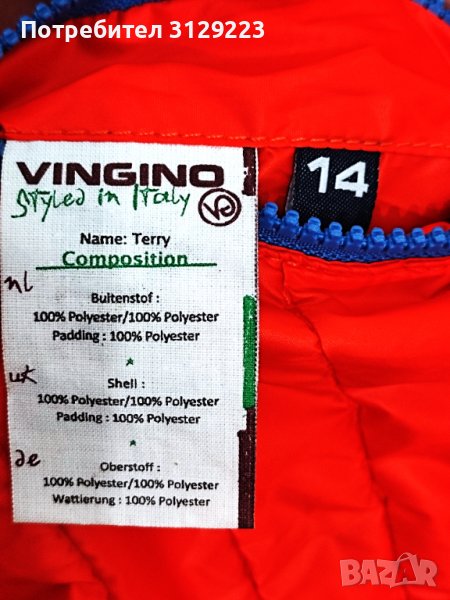 Потребител 3129223
VINGINO
Styled in Italy
14
Name: Terry
Composition
nl
Buitenstof :
100% Polyester/100% Polyester
Padding : 100% Polyester
*
uk
Shell :
100% Polyester/100% Polyester
Padding : 100% Polyester
*
de
Oberstoff :
100% Polyester/100% Polyester
Wattierung : 100% Polyester
BAZAR